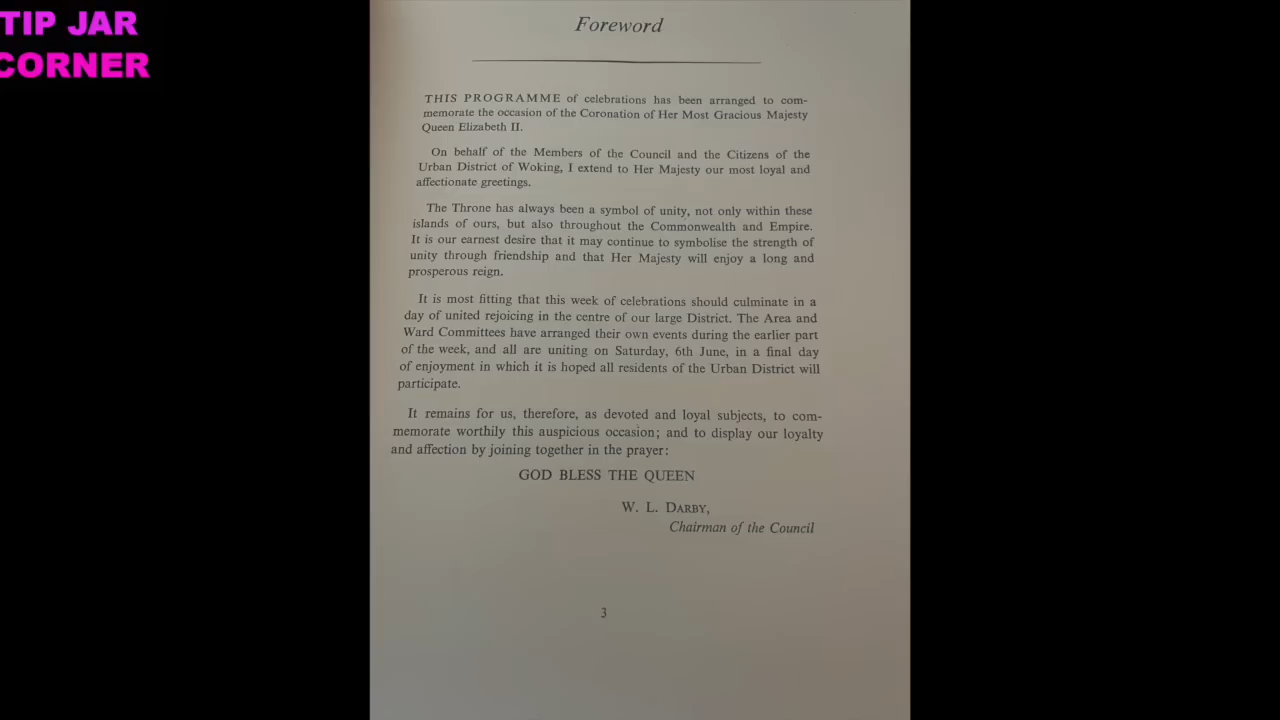 TIP JAR
CORNER
Foreword
THIS PROGRAMME of celebrations has been arranged to com-
memorate the occasion of the Coronation of Her Most Gracious Majesty
Queen Elizabeth II.
On behalf of the Members of the Council and the Citizens of the
Urban District of Woking, I extend to Her Majesty our most loyal and
affectionate greetings.
The Throne has always been a symbol of unity, not only within these
islands of ours, but also throughout the Commonwealth and Empire.
It is our earnest desire that it may continue to symbolise the strength of
unity through friendship and that Her Majesty will enjoy a long and
prosperous reign.
It is most fitting that this week of celebrations should culminate in a
day of united rejoicing in the centre of our large District. The Area and
Ward Committees have arranged their own events during the earlier part
of the week, and all are uniting on Saturday, 6th June, in a final day
of enjoyment in which it is hoped all residents of the Urban District will
participate.
It remains for us, therefore, as devoted and loyal subjects, to com-
memorate worthily this auspicious occasion; and to display our loyalty
and affection by joining together in the prayer:
GOD BLESS THE QUEEN
W. L. DARBY,
Chairman of the Council
3